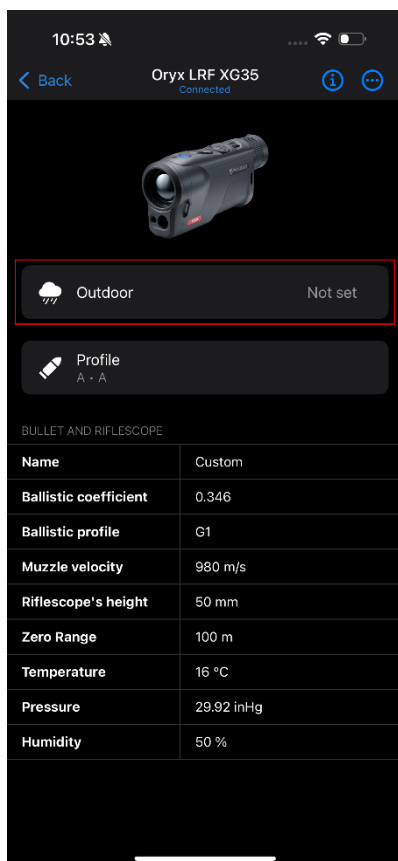 10:53
Back
Oryx LRF XG35
Connected
Outdoor
Not set
Profile
A - A
BULLET AND RIFLESCOPE
Name Custom
Ballistic coefficient 0.346
Ballistic profile G1
Muzzle velocity 980 m/s
Riflescope's height 50 mm
Zero Range 100 m
Temperature 16 °C
Pressure 29.92 inHg
Humidity 50 %